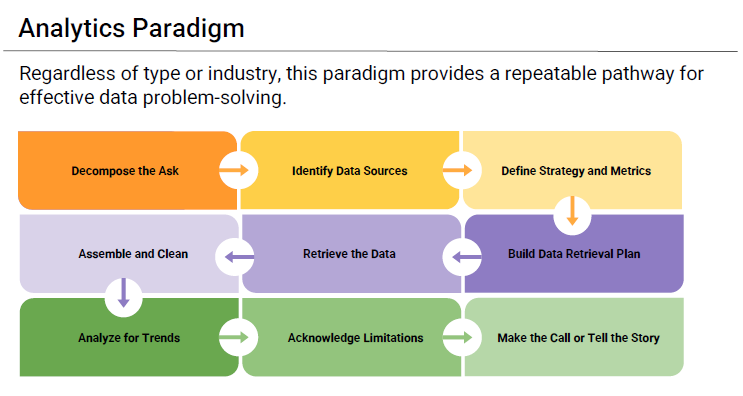 Analytics Paradigm
Regardless of type or industry, this paradigm provides a repeatable pathway for
effective data problem-solving.
Decompose the Ask
Identify Data Sources
Define Strategy and Metrics
Assemble and Clean
Retrieve the Data
Build Data Retrieval Plan
Analyze for Trends
Acknowledge Limitations
Make the Call or Tell the Story